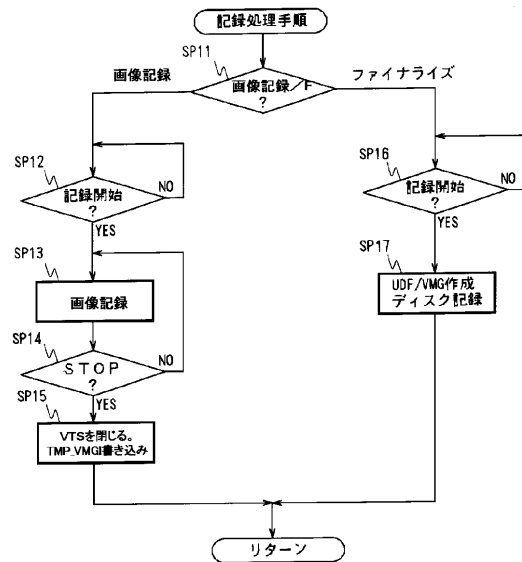 記録処理手順
SP11
画像記録
画像記録/F
?
ファイナライズ
SP12
記録開始
?
NO
YES
SP16
記録開始
?
NO
YES
SP13
画像記録
SP17
UDF/VMG作成
ディスク記録
SP14
STOP
?
NO
YES
SP15
VTSを閉じる。
TMP_VMGI書き込み
リターン